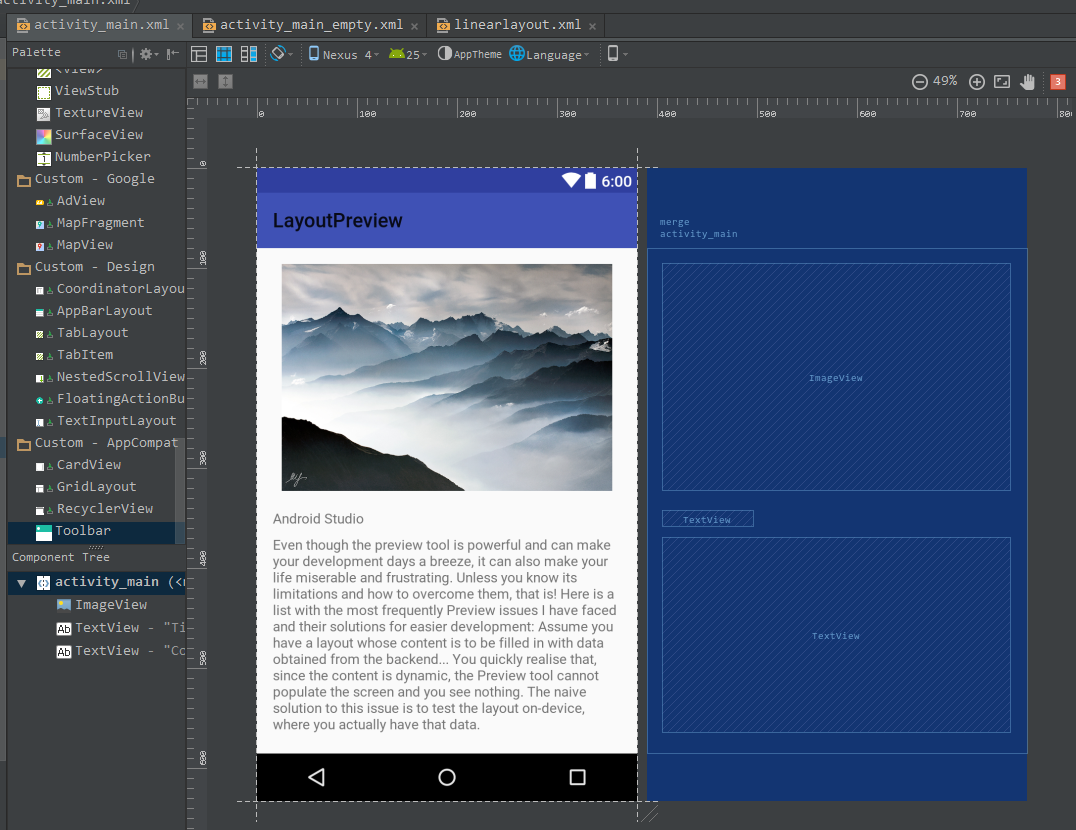 activity_main.xml
activity_main.xml
activity_main_empty.xml
linearlayout.xml
Palette
Nexus 4
25
AppTheme
Language
49%
3
<view>
ViewStub
TextureView
SurfaceView
NumberPicker
Custom - Google
AdView
MapFragment
MapView
Custom - Design
CoordinatorLayou
AppBarLayout
TabLayout
TabItem
NestedScrollView
FloatingActionBu
TextInputLayout
Custom - AppCompat
CardView
GridLayout
RecyclerView
Toolbar
Component Tree
activity_main (<
ImageView
Ab TextView - "Ti
Ab TextView - "Co
0 100 200 300 400 500 600 700 800
0
100
200
300
400
500
600
6:00
LayoutPreview
Android Studio
Even though the preview tool is powerful and can make
your development days a breeze, it can also make your
life miserable and frustrating. Unless you know its
limitations and how to overcome them, that is! Here is a
list with the most frequently Preview issues I have faced
and their solutions for easier development: Assume you
have a layout whose content is to be filled in with data
obtained from the backend... You quickly realise that,
since the content is dynamic, the Preview tool cannot
populate the screen and you see nothing. The naive
solution to this issue is to test the layout on-device,
where you actually have that data.
merge
activity_main
ImageView
TextView
TextView